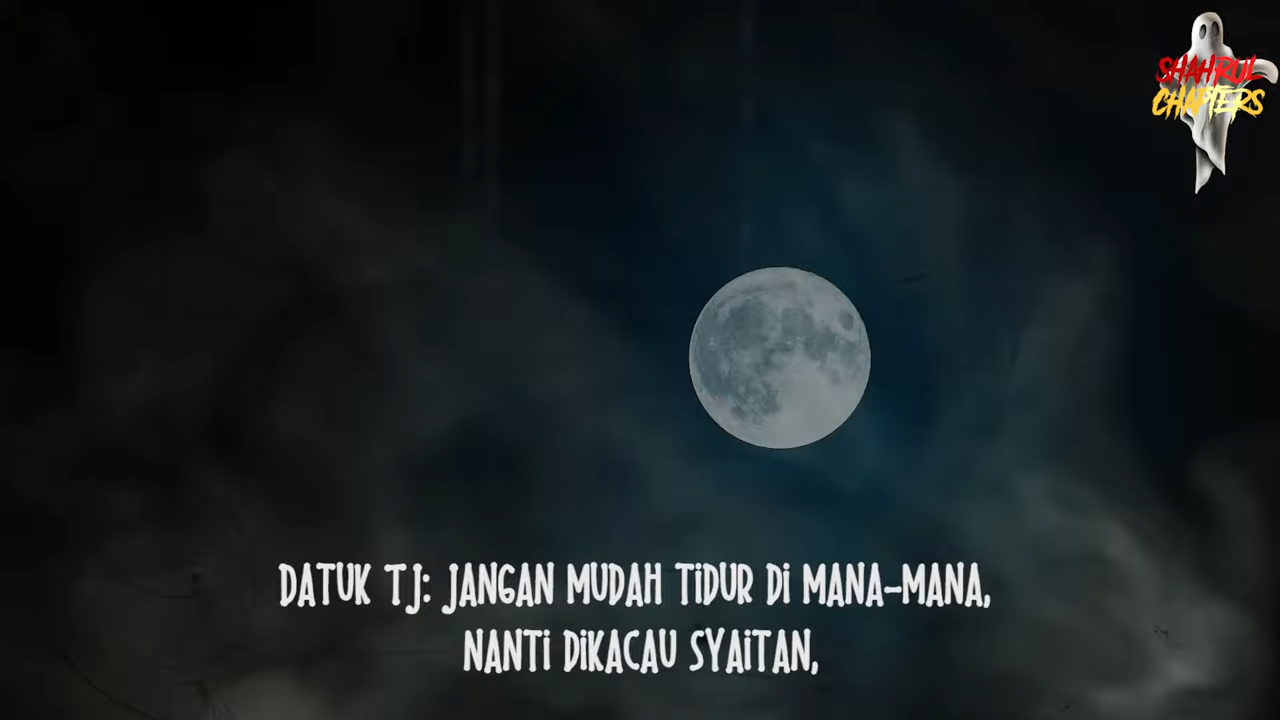 SHAHRUL
CHAPTERS
DATUK TJ: JANGAN MUDAH TiDUR Di MANA-MANA,
NANTi DiKACAU SYAiTAN,